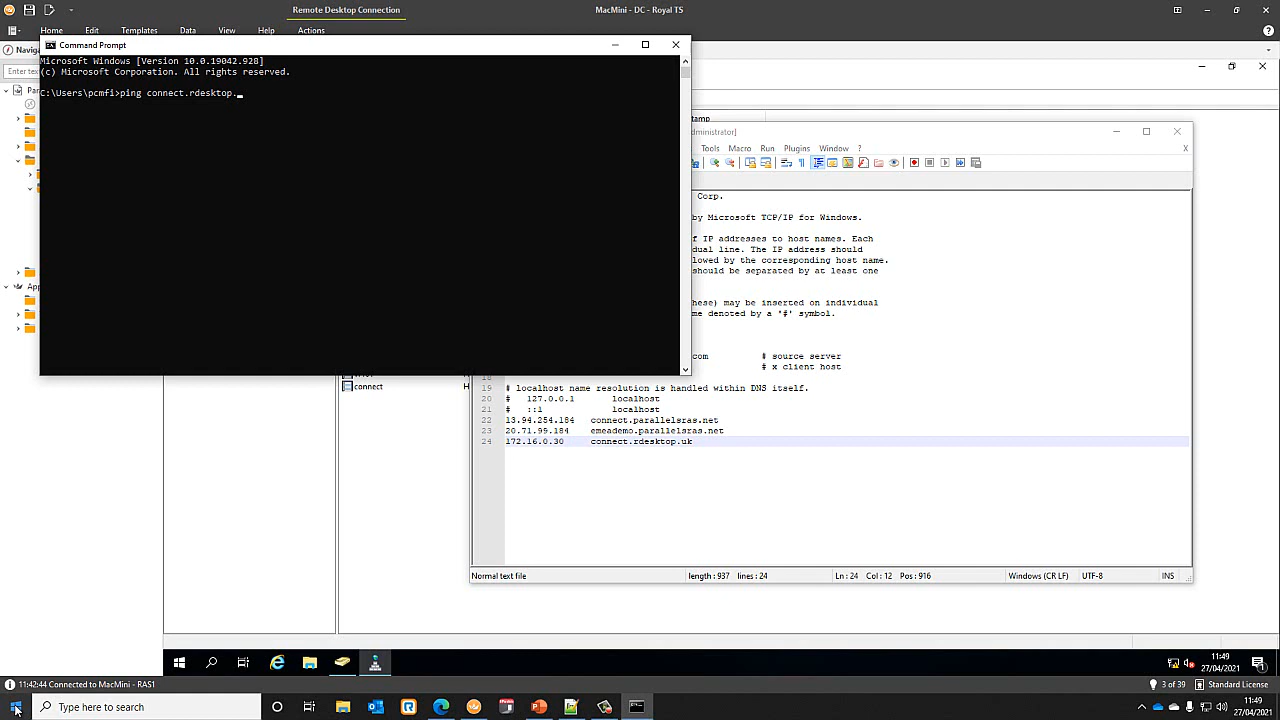 Remote Desktop Connection
MacMini - DC - Royal TS
Home Edit Templates Data View Help Actions
Naviga
Command Prompt
Microsoft Windows [Version 10.0.19042.928]
(c) Microsoft Corporation. All rights reserved.
Enter text
C:\Users\pcmfi>ping connect.rdesktop._
tamp
dministrator]
Tools Macro Run Plugins Window ? X
Corp.
by Microsoft TCP/IP for Windows.
f IP addresses to host names. Each
dual line. The IP address should
lowed by the corresponding host name.
should be separated by at least one
hese) may be inserted on individual
me denoted by a '#' symbol.
com # source server
# x client host
connect H
19 # localhost name resolution is handled within DNS itself.
20 # 127.0.0.1 localhost
21 # ::1 localhost
22 13.94.254.184 connect.parallelsras.net
23 20.71.99.184 emeademo.parallelsras.net
24 172.16.0.30 connect.rdesktop.uk
Normal text file length : 937 lines : 24 Ln : 24 Col : 12 Pos : 916 Windows (CR LF) UTF-8 INS
11:49
27/04/2021
11:42:44 Connected to MacMini - RAS1
3 of 39 Standard License
Type here to search
11:49
27/04/2021